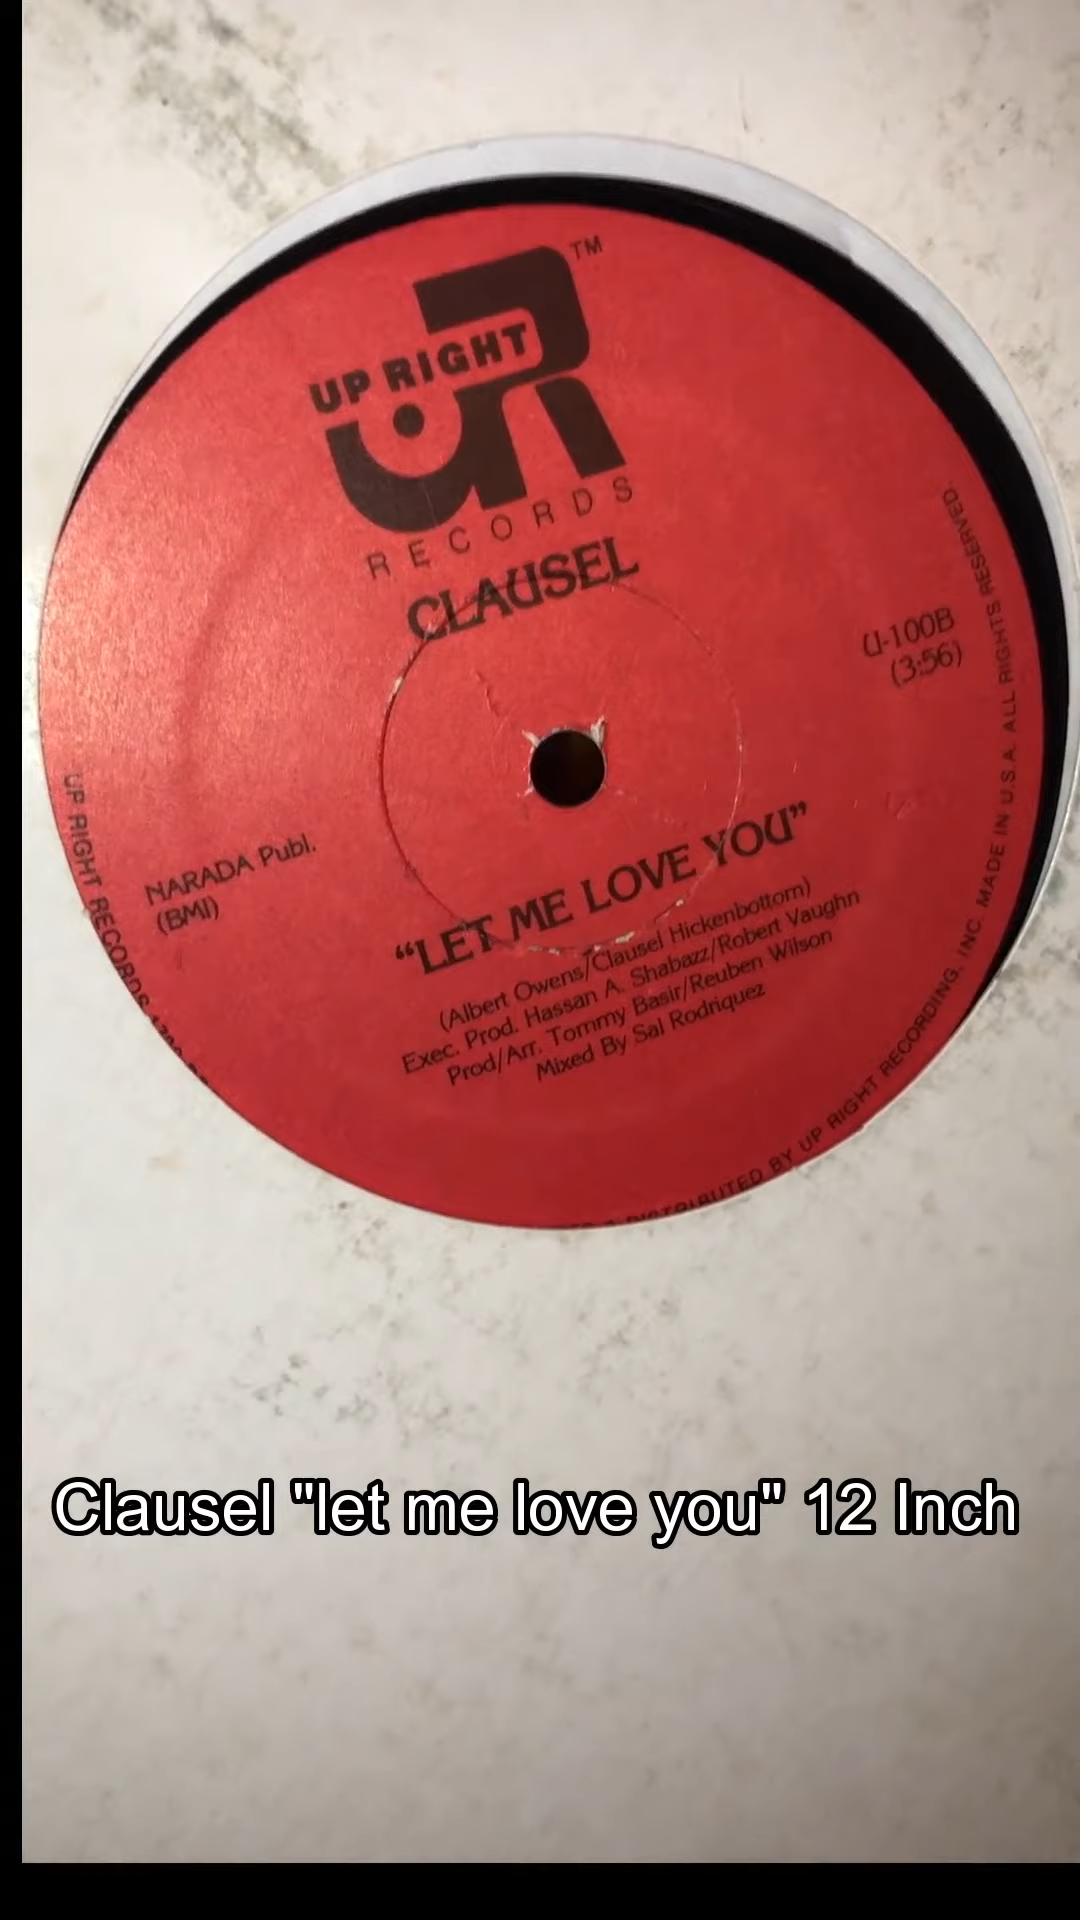 TM
UP RIGHT
RECORDS
CLAUSEL
U-100B
(3:56)
NARADA Publ.
(BMI)
"LET ME LOVE YOU"
(Albert Owens/Clausel Hickenbottom)
Exec. Prod. Hassan A. Shabazz/Robert Vaughn
Prod/Arr. Tommy Basir/Reuben Wilson
Mixed By Sal Rodriquez
UP RIGHT RECORDS
DISTRIBUTED BY UP RIGHT RECORDING, INC. MADE IN U.S.A. ALL RIGHTS RESERVED.
Clausel "let me love you" 12 Inch